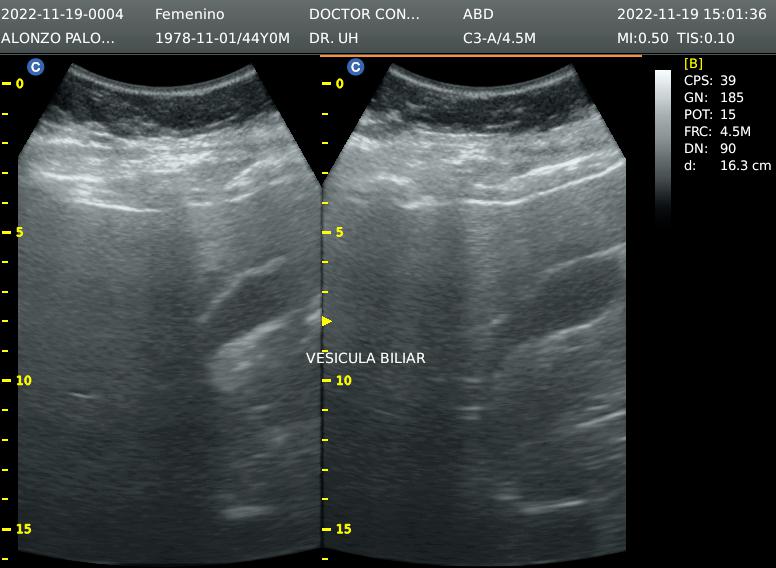 2022-11-19-0004 Femenino DOCTOR CON... ABD 2022-11-19 15:01:36
ALONZO PALO... 1978-11-01/44Y0M DR. UH C3-A/4.5M MI:0.50 TIS:0.10
C C [B]
0 0 CPS: 39
GN: 185
POT: 15
FRC: 4.5M
DN: 90
d: 16.3 cm
5 5
VESICULA BILIAR
10 10
15 15